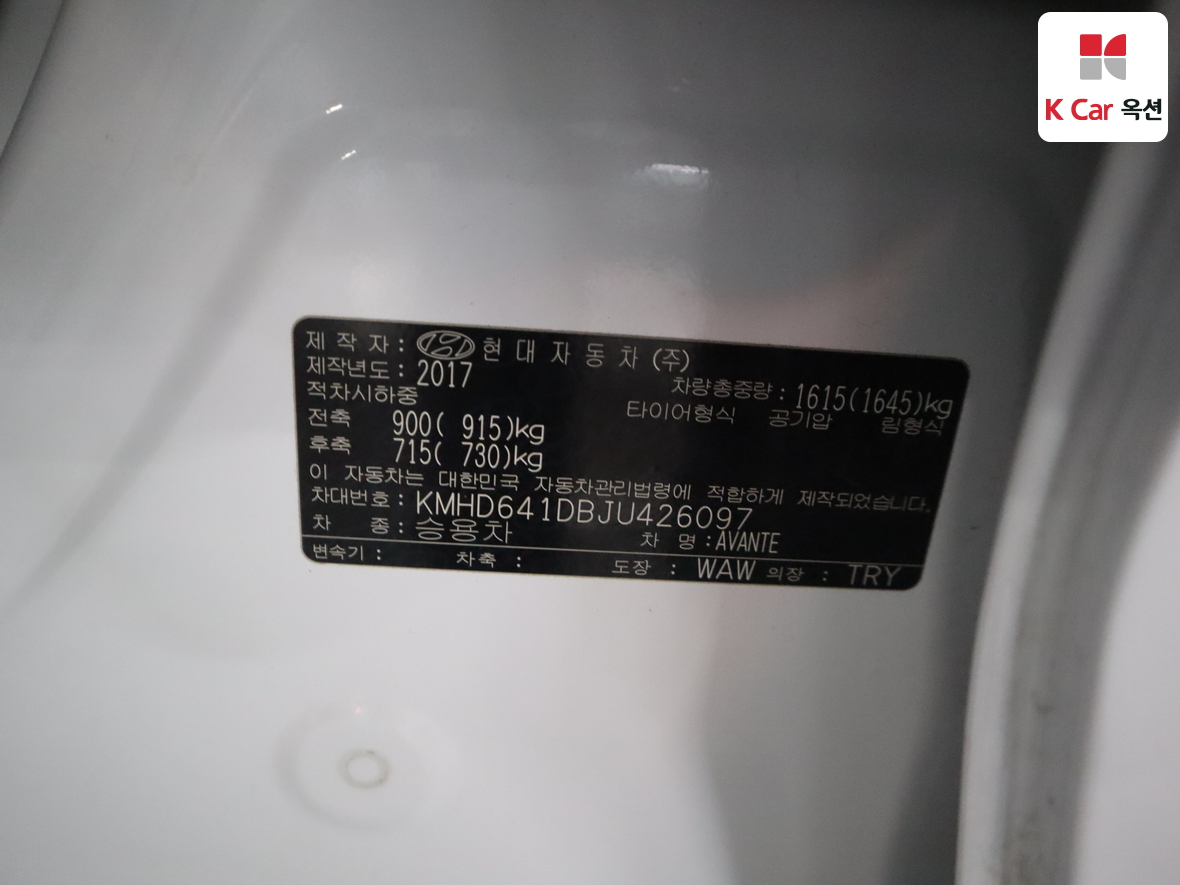 K Car 옥션
제 작 자 : 현 대 자 동 차 (주)
제작년도 : 2017
차량총중량 : 1615(1645)kg
적차시하중
타이어형식 공기압 림형식
전축 900( 915)kg
후축 715( 730)kg
이 자동차는 대한민국 자동차관리법령에 적합하게 제작되었습니다.
차대번호 : KMHD641DBJU426097
차 종 : 승용차 차 명 : AVANTE
변속기 : 차축 : 도장 : WAW 의장 : TRY